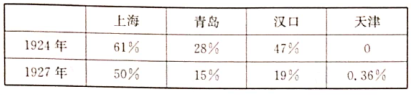 上海 青岛 汉口 天津
1924年 61% 28% 47% 0
1927年 50% 15% 19% 0.36%